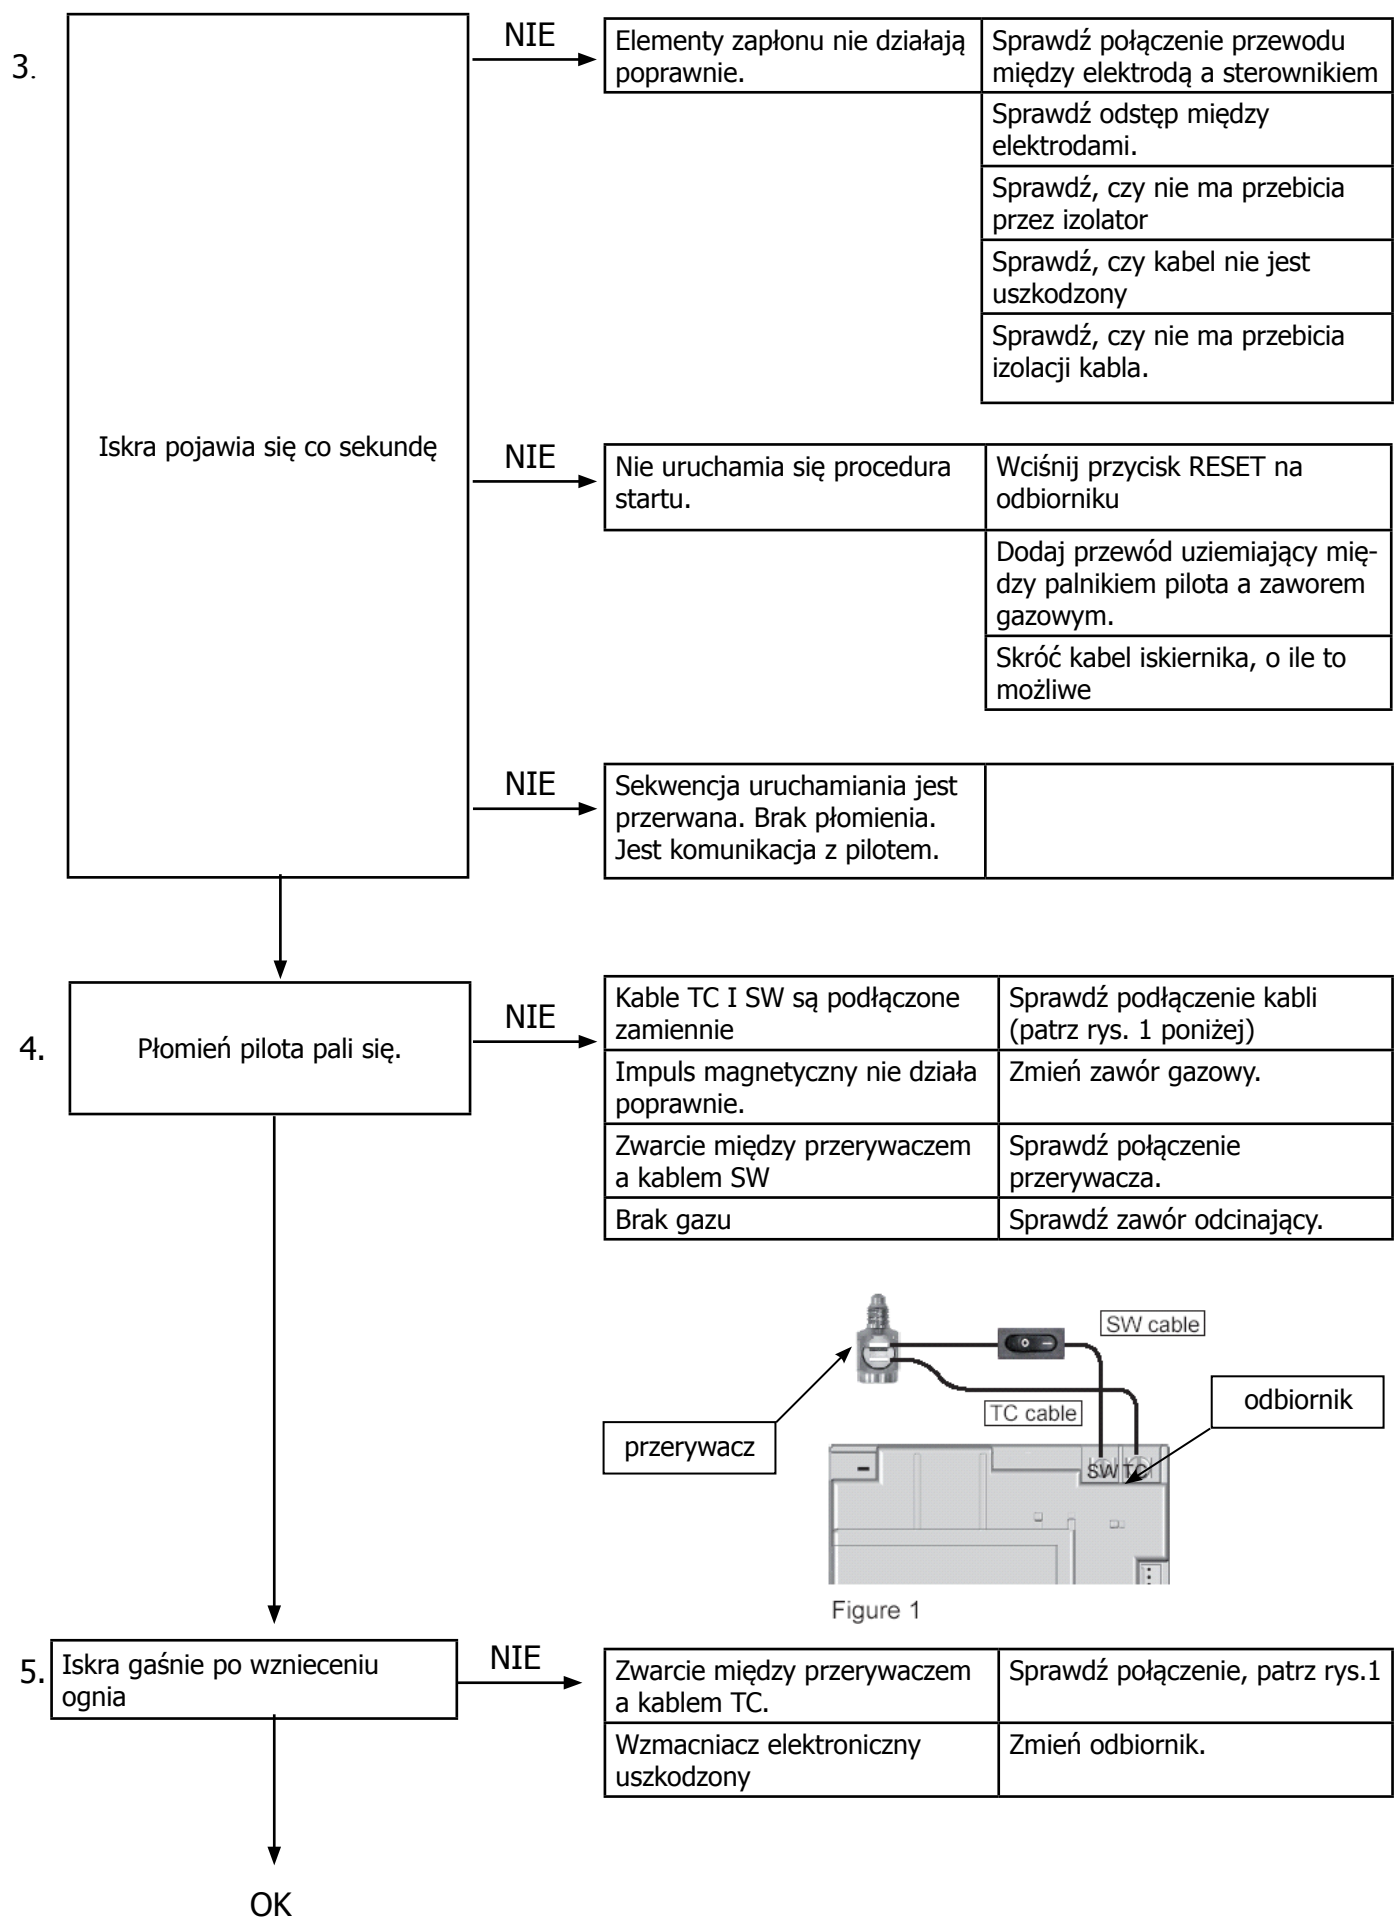 3.
Iskra pojawia się co sekundę
NIE
Elementy zapłonu nie działają
poprawnie.
Sprawdź połączenie przewodu
między elektrodą a sterownikiem
Sprawdź odstęp między
elektrodami.
Sprawdź, czy nie ma przebicia
przez izolator
Sprawdź, czy kabel nie jest
uszkodzony
Sprawdź, czy nie ma przebicia
izolacji kabla.
NIE
Nie uruchamia się procedura
startu.
Wciśnij przycisk RESET na
odbiorniku
Dodaj przewód uziemiający mię-
dzy palnikiem pilota a zaworem
gazowym.
Skróć kabel iskiernika, o ile to
możliwe
NIE
Sekwencja uruchamiania jest
przerwana. Brak płomienia.
Jest komunikacja z pilotem.
4.
Płomień pilota pali się.
NIE
Kable TC I SW są podłączone
zamiennie
Sprawdź podłączenie kabli
(patrz rys. 1 poniżej)
Impuls magnetyczny nie działa
poprawnie.
Zmień zawór gazowy.
Zwarcie między przerywaczem
a kablem SW
Sprawdź połączenie
przerywacza.
Brak gazu
Sprawdź zawór odcinający.
SW cable
TC cable
odbiornik
przerywacz
SW TC
Figure 1
5.
Iskra gaśnie po wznieceniu
ognia
NIE
Zwarcie między przerywaczem
a kablem TC.
Sprawdź połączenie, patrz rys.1
Wzmacniacz elektroniczny
uszkodzony
Zmień odbiornik.
OK